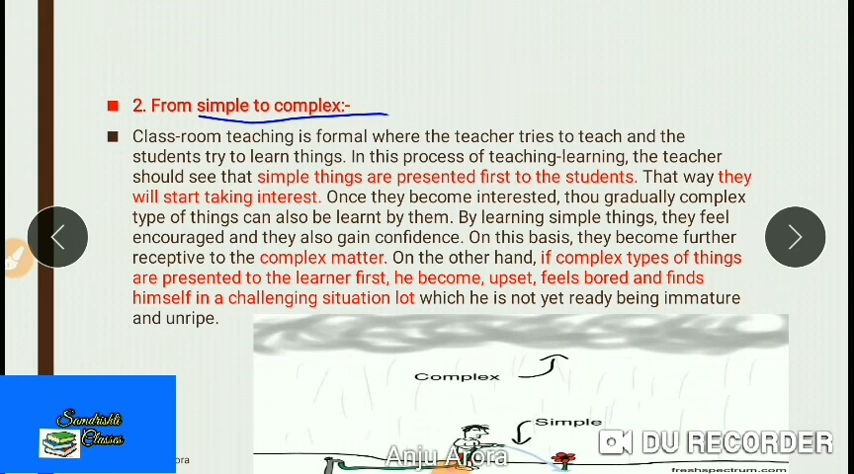 2. From simple to complex:-
Class-room teaching is formal where the teacher tries to teach and the
students try to learn things. In this process of teaching-learning, the teacher
should see that simple things are presented first to the students. That way they
will start taking interest. Once they become interested, thou gradually complex
type of things can also be learnt by them. By learning simple things, they feel
encouraged and they also gain confidence. On this basis, they become further
receptive to the complex matter. On the other hand, if complex types of things
are presented to the learner first, he become, upset, feels bored and finds
himself in a challenging situation lot which he is not yet ready being immature
and unripe.
Complex
Simple
Samdrishti
Classes
ora
Anju Arora
DU RECORDER
freshspectrum.com